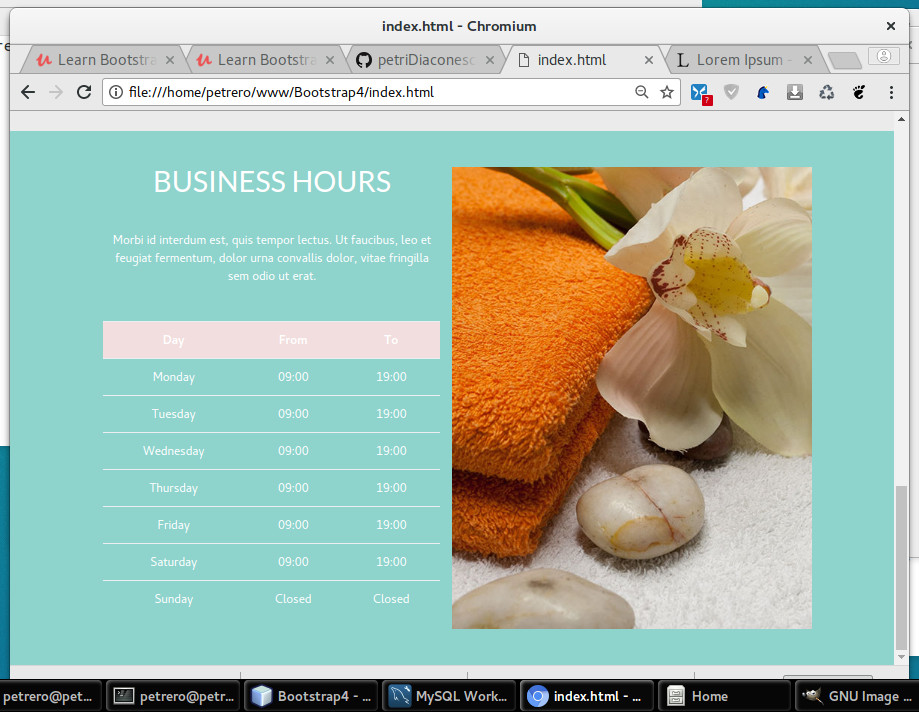 index.html - Chromium
Learn Bootstra
Learn Bootstra
petriDiaconesc
index.html
Lorem Ipsum -
file:///home/petrero/www/Bootstrap4/index.html
BUSINESS HOURS
Morbi id interdum est, quis tempor lectus. Ut faucibus, leo et
feugiat fermentum, dolor urna convallis dolor, vitae fringilla
sem odio ut erat.
Day From To
Monday 09:00 19:00
Tuesday 09:00 19:00
Wednesday 09:00 19:00
Thursday 09:00 19:00
Friday 09:00 19:00
Saturday 09:00 19:00
Sunday Closed Closed
petrero@pet...
petrero@petr...
Bootstrap4 - ...
MySQL Work...
index.html - ...
Home
GNU Image ...